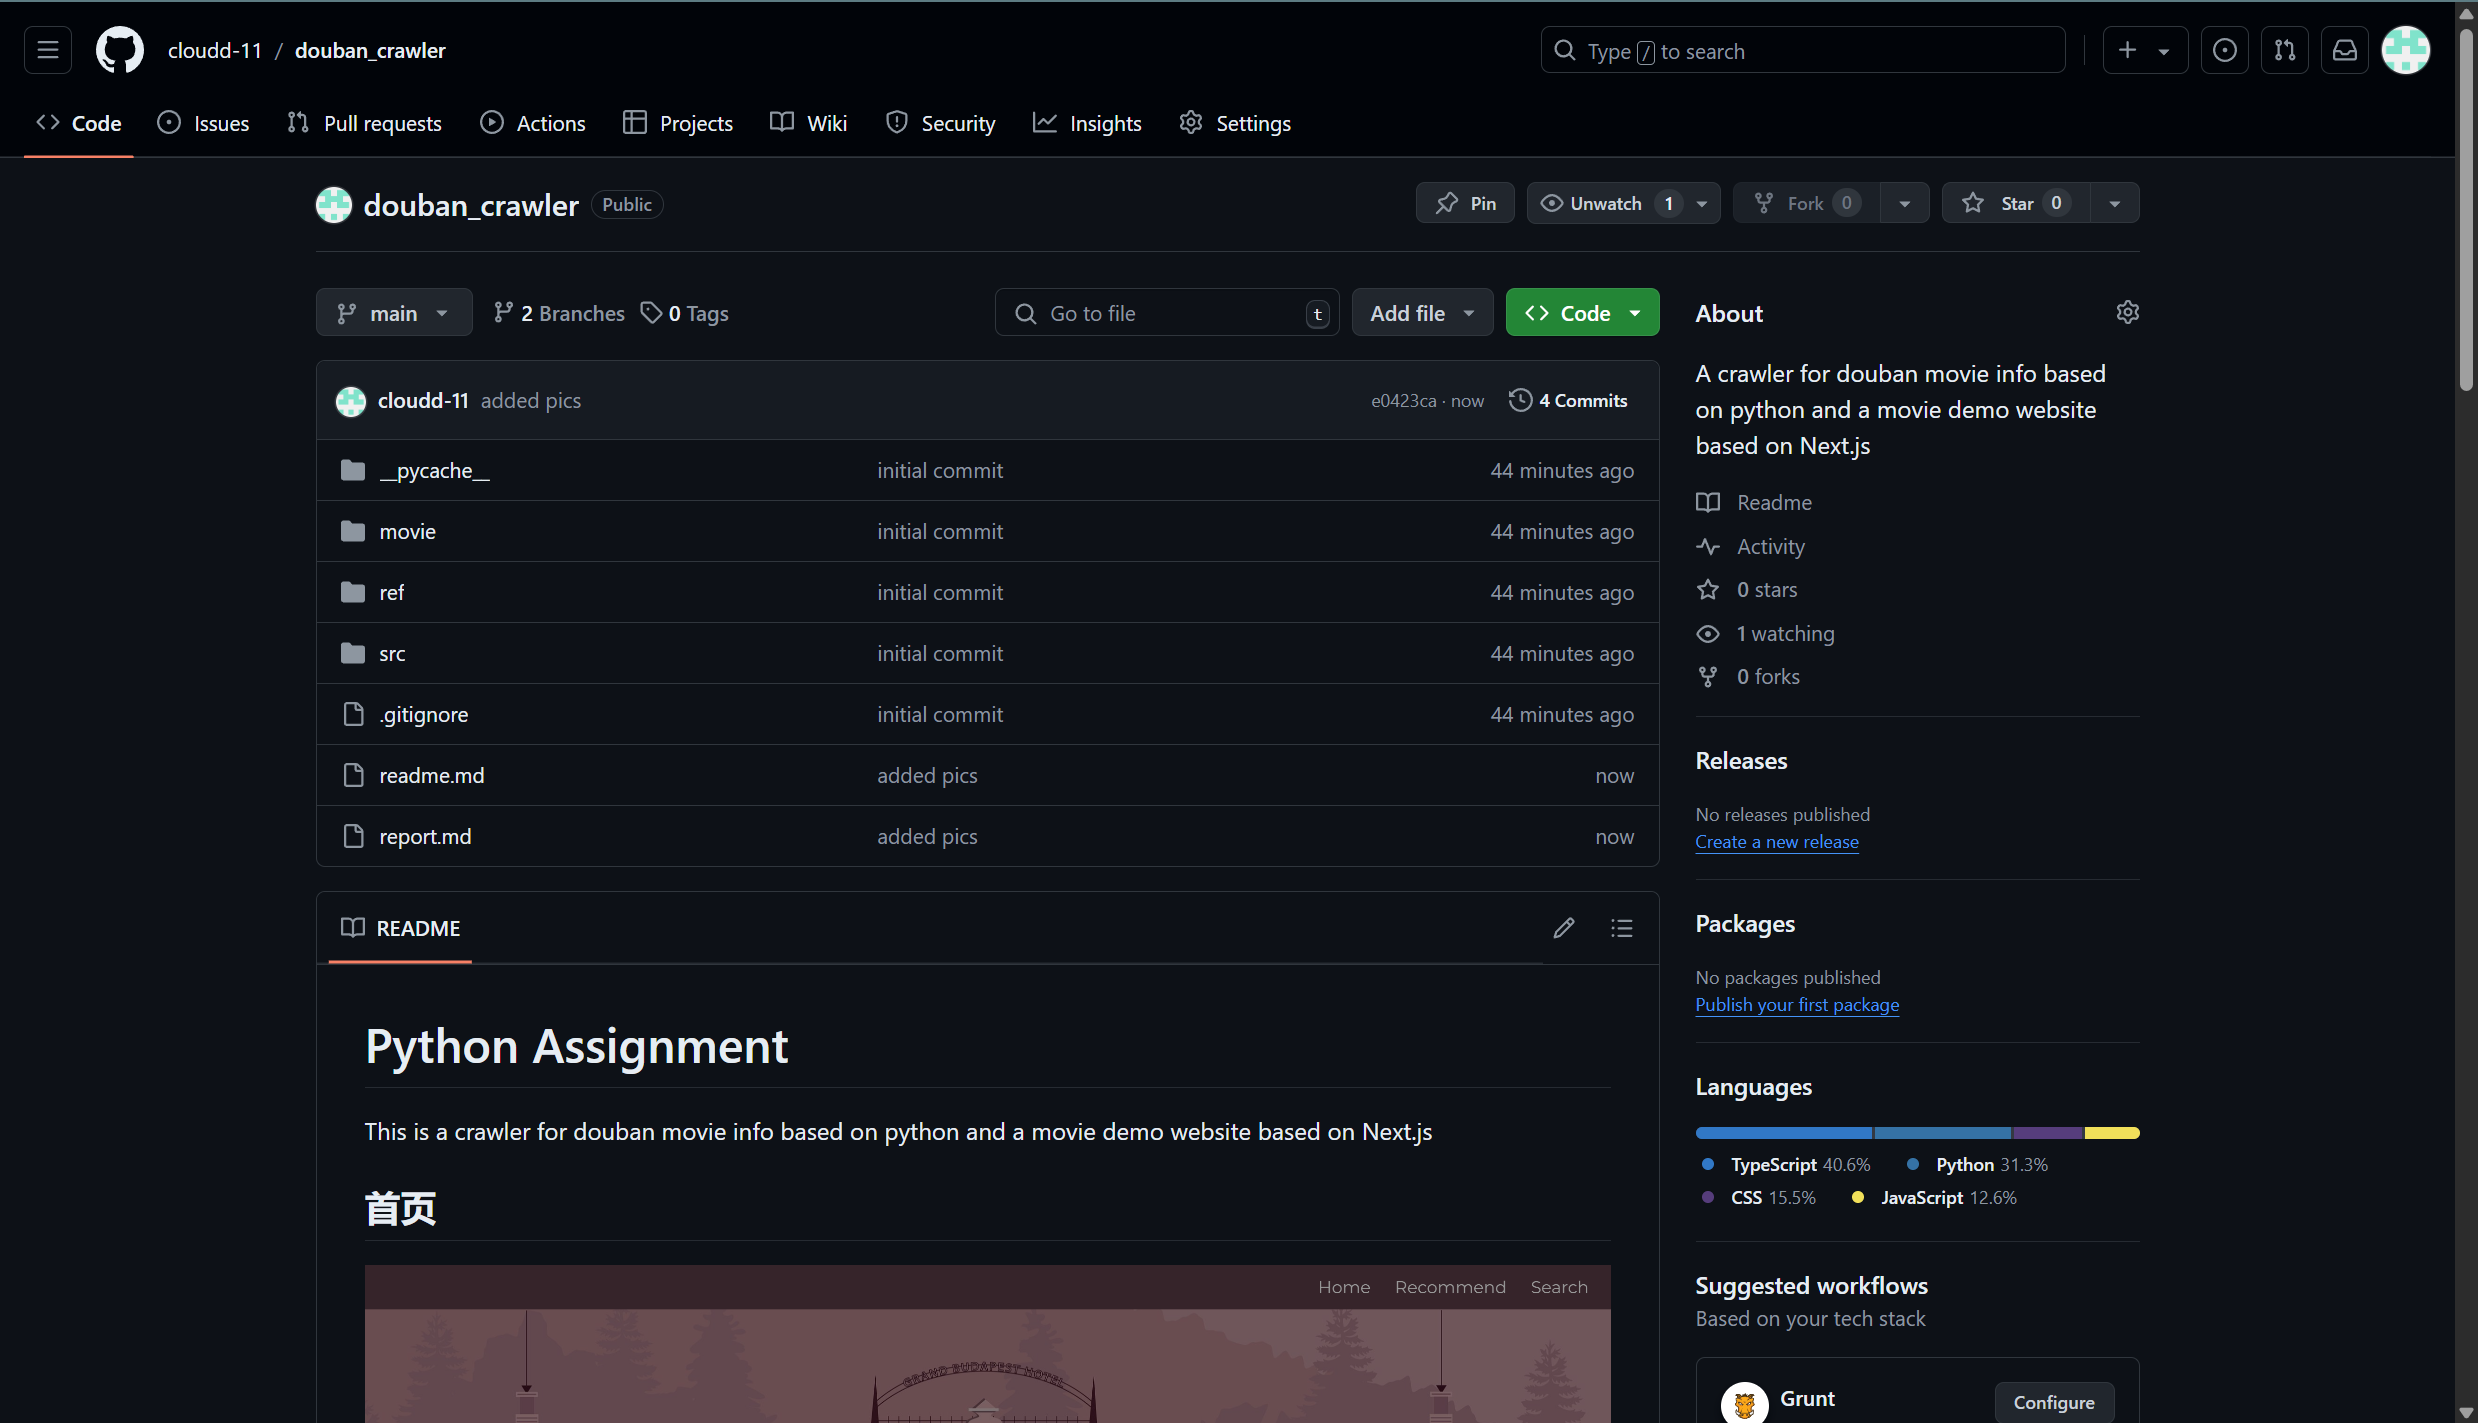 cloudd-11 / douban_crawler
Type / to search
Code Issues Pull requests Actions Projects Wiki Security Insights Settings
douban_crawler Public
Pin Unwatch 1 Fork 0 Star 0
main 2 Branches 0 Tags
Go to file t Add file Code
cloudd-11 added pics e0423ca · now 4 Commits
__pycache__ initial commit 44 minutes ago
movie initial commit 44 minutes ago
ref initial commit 44 minutes ago
src initial commit 44 minutes ago
.gitignore initial commit 44 minutes ago
readme.md added pics now
report.md added pics now
README
Python Assignment
This is a crawler for douban movie info based on python and a movie demo website based on Next.js
首页
Home Recommend Search
GRAND BUDAPEST HOTEL
About
A crawler for douban movie info based
on python and a movie demo website
based on Next.js
Readme
Activity
0 stars
1 watching
0 forks
Releases
No releases published
Create a new release
Packages
No packages published
Publish your first package
Languages
TypeScript 40.6% Python 31.3%
CSS 15.5% JavaScript 12.6%
Suggested workflows
Based on your tech stack
Grunt Configure